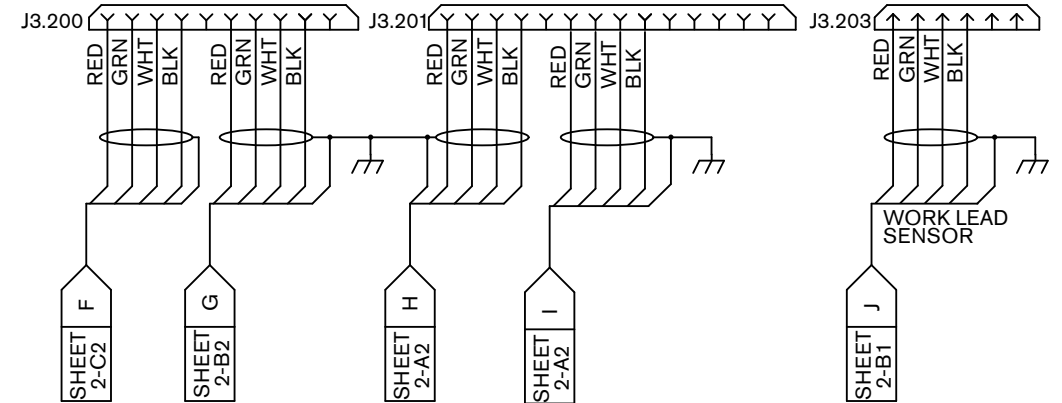 J3.200
J3.201
J3.203
RED
GRN
WHT
BLK
RED
GRN
WHT
BLK
RED
GRN
WHT
BLK
RED
GRN
WHT
BLK
RED
GRN
WHT
BLK
WORK LEAD
SENSOR
F
SHEET
2-C2
G
SHEET
2-B2
H
SHEET
2-A2
I
SHEET
2-A2
J
SHEET
2-B1